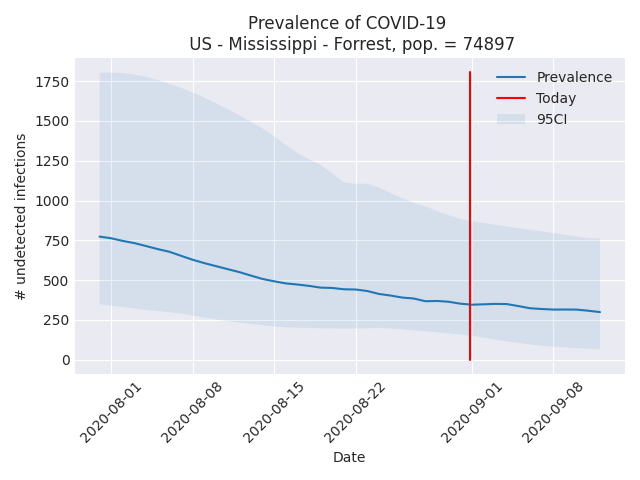 Prevalence of COVID-19
US - Mississippi - Forrest, pop. = 74897
# undetected infections
1750
1500
1250
1000
750
500
250
0
Prevalence
Today
95CI
2020-08-01
2020-08-08
2020-08-15
2020-08-22
2020-09-01
2020-09-08
Date